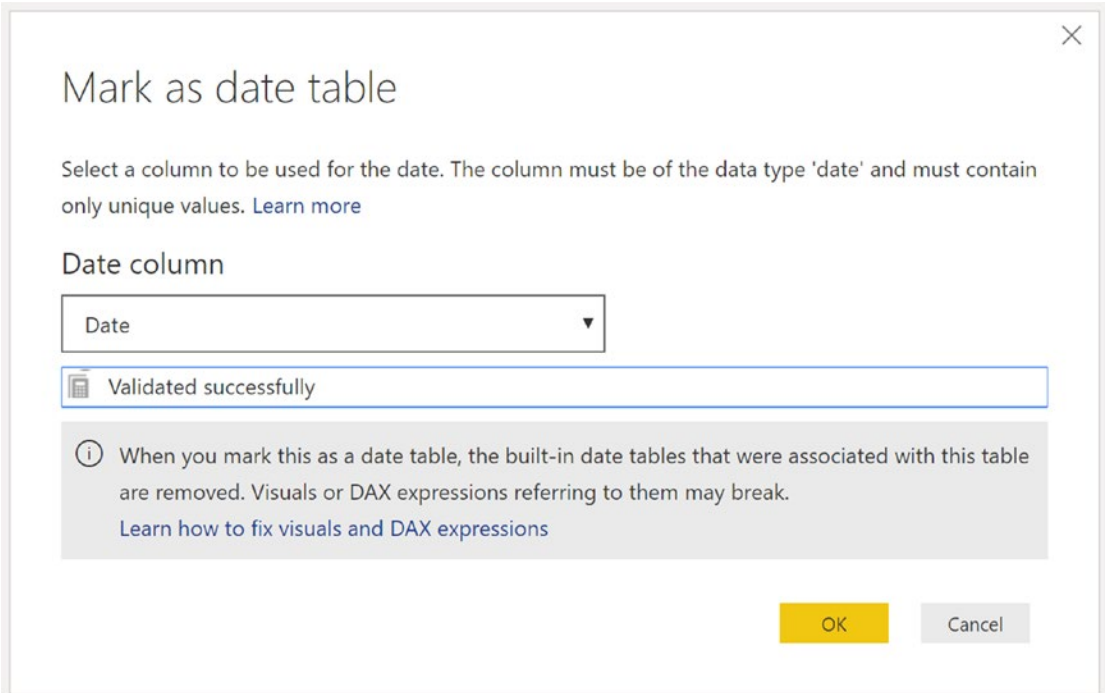 Mark as date table
Select a column to be used for the date. The column must be of the data type 'date' and must contain
only unique values. Learn more
Date column
Date
Validated successfully
When you mark this as a date table, the built-in date tables that were associated with this table
are removed. Visuals or DAX expressions referring to them may break.
Learn how to fix visuals and DAX expressions
OK Cancel